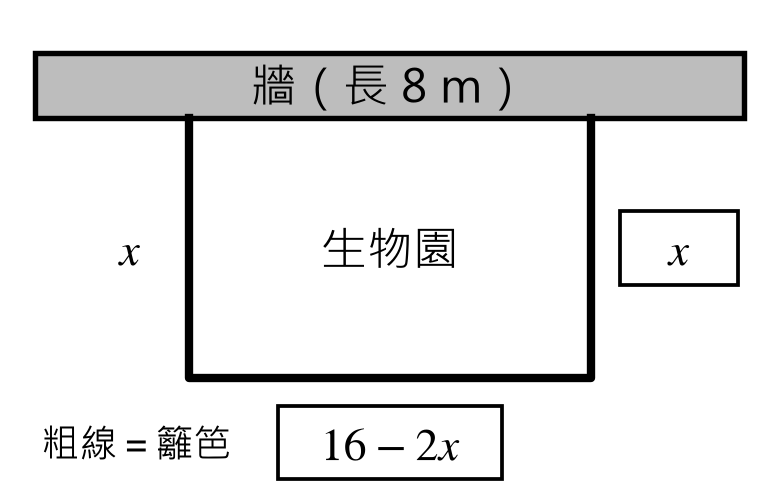 牆（長 8 m）
x
生物園
x
粗線 = 籬笆
16 − 2x